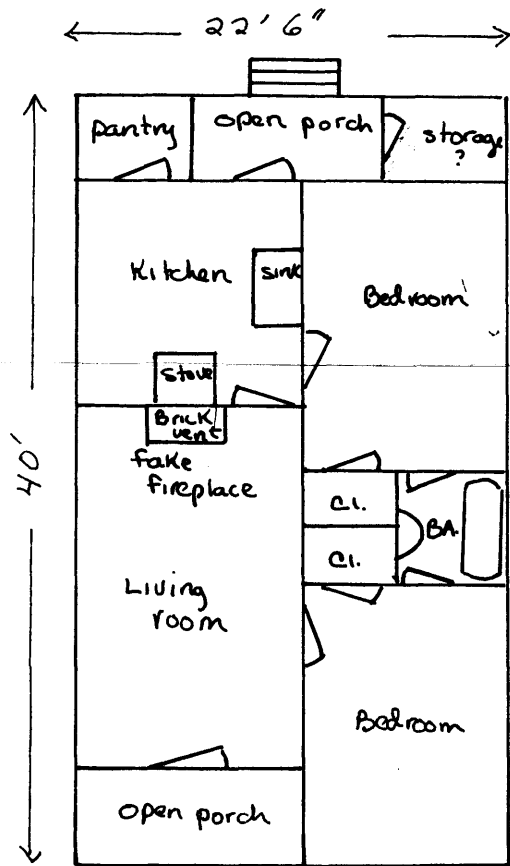 22' 6"
pantry
open porch
storage
?
Kitchen
sink
Bedroom
stove
Brick
vent
fake
fireplace
40'
Cl.
BA.
Cl.
Living
room
Bedroom
open porch